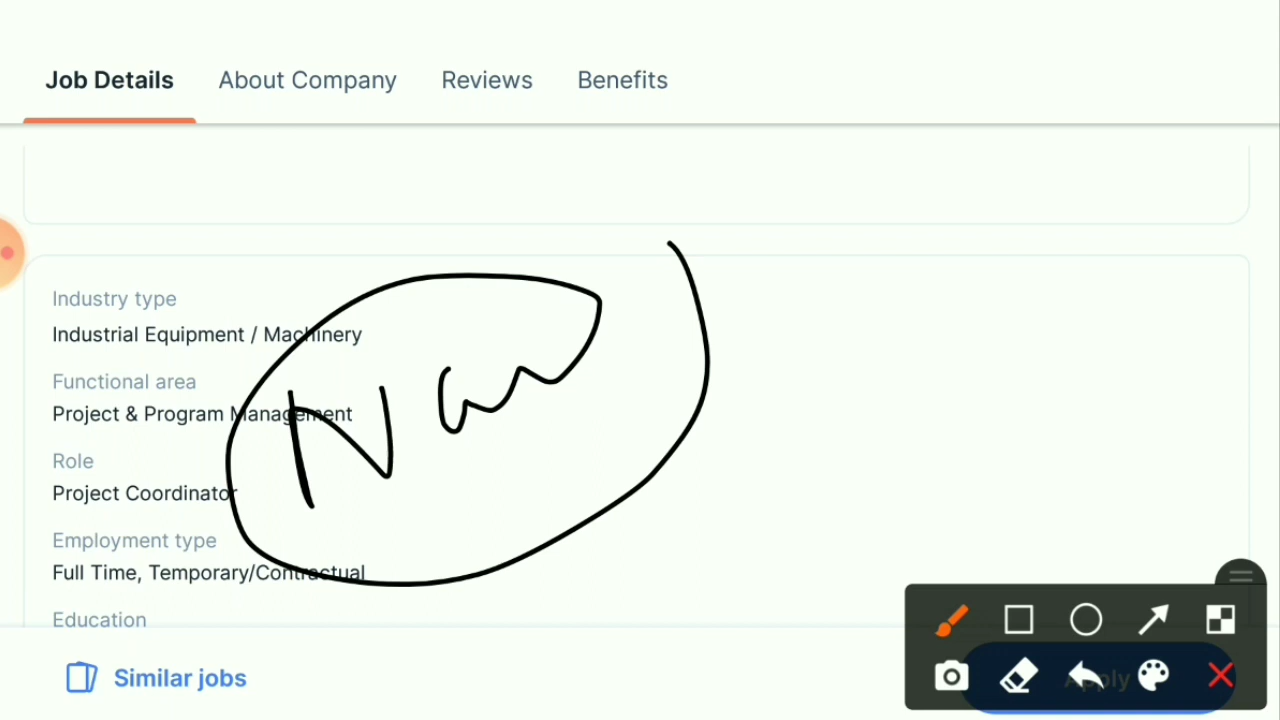 Job Details About Company Reviews Benefits
Industry type
Industrial Equipment / Machinery
Functional area
Project & Program Management
Role
Project Coordinator
Employment type
Full Time, Temporary/Contractual
Education
Similar jobs
Apply